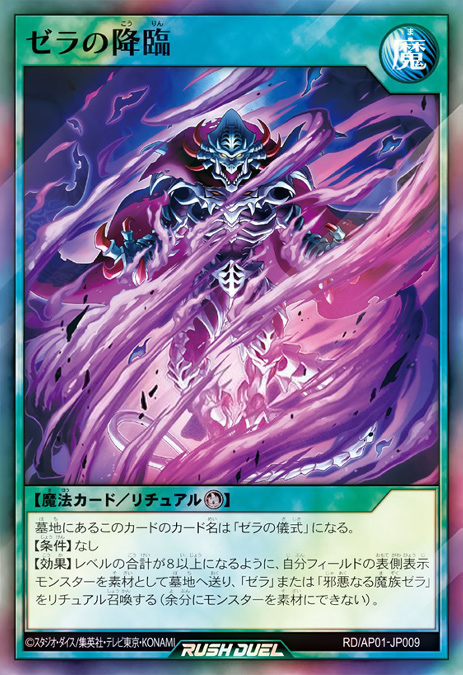 ゼラの降臨
魔
【魔法カード／リチュアル】
墓地にあるこのカードのカード名は「ゼラの儀式」になる。
【条件】なし
【効果】レベルの合計が８以上になるように、自分フィールドの表側表示
モンスターを素材として墓地へ送り、「ゼラ」または「邪悪なる魔族ゼラ」
をリチュアル召喚する（余分にモンスターを素材にできない）。
©スタジオ・ダイス/集英社・テレビ東京・KONAMI
RUSH DUEL
RD/AP01-JP009